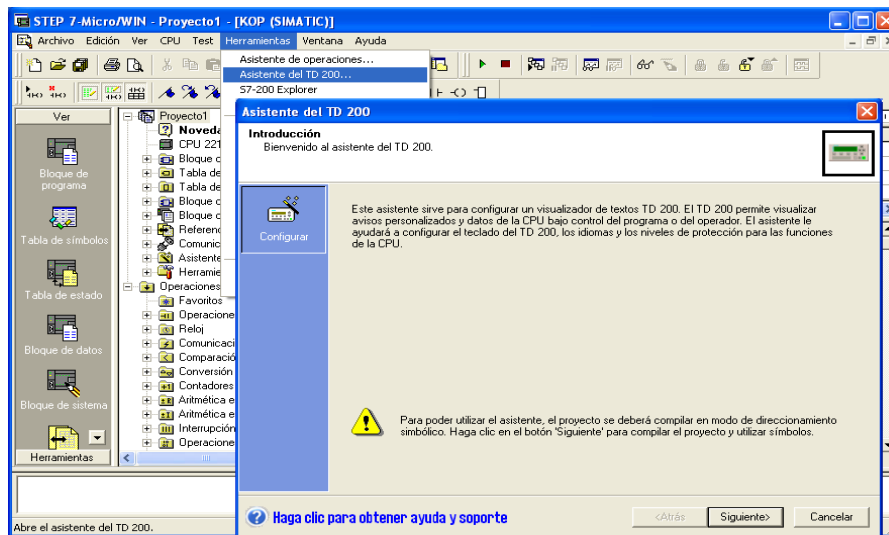 STEP 7-Micro/WIN - Proyecto1 - [KOP (SIMATIC)]
Archivo Edición Ver CPU Test Herramientas Ventana Ayuda
Asistente de operaciones...
Asistente del TD 200...
S7-200 Explorer
Ver
Bloque de
programa
Tabla de símbolos
Tabla de estado
Bloque de datos
Bloque de sistema
Herramientas
Proyecto1
Noveda
CPU 221
Bloque c
Tabla de
Tabla de
Bloque c
Bloque c
Referenc
Comunic
Asistente
Herramie
Operaciones
Favoritos
Operacione
Reloj
Comunicaci
Comparació
Conversión
Contadores
Aritmética e
Aritmética e
Interrupción
Operacione
Asistente del TD 200
Introducción
Bienvenido al asistente del TD 200.
Configurar
Este asistente sirve para configurar un visualizador de textos TD 200. El TD 200 permite visualizar
avisos personalizados y datos de la CPU bajo control del programa o del operador. El asistente le
ayudará a configurar el teclado del TD 200, los idiomas y los niveles de protección para las funciones
de la CPU.
Para poder utilizar el asistente, el proyecto se deberá compilar en modo de direccionamiento
simbólico. Haga clic en el botón 'Siguiente' para compilar el proyecto y utilizar símbolos.
Haga clic para obtener ayuda y soporte
<Atrás Siguiente> Cancelar
Abre el asistente del TD 200.